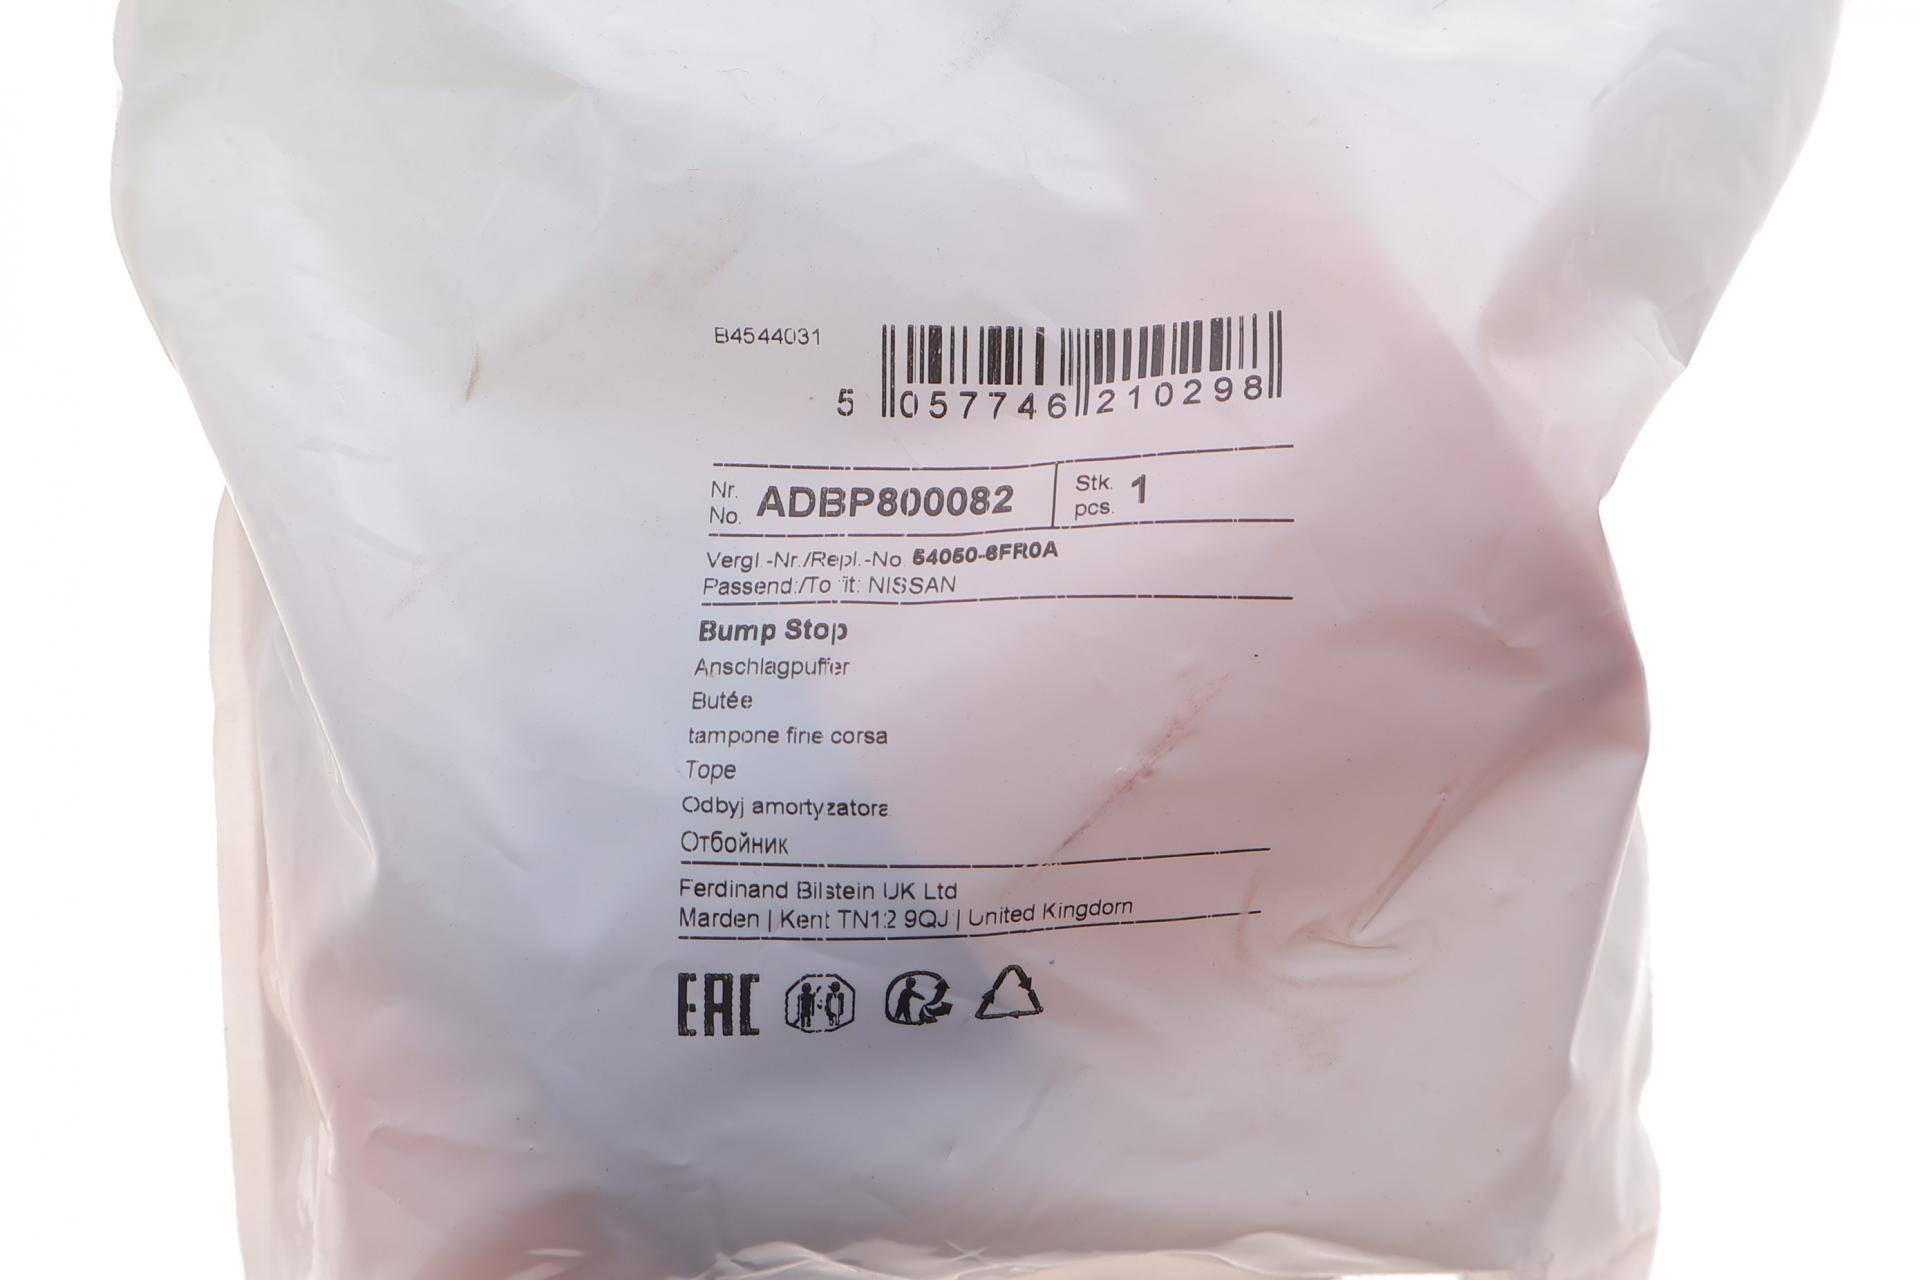 B4544031
5 057746 210298
Nr. No. ADBP800082 Stk. pcs. 1
Vergl.-Nr./Repl.-No. 54050-6FR0A
Passend:/To fit: NISSAN
Bump Stop
Anschlagpuffer
Butée
tampone fine corsa
Tope
Odbyj amortyzatora
Отбойник
Ferdinand Bilstein UK Ltd
Marden | Kent TN12 9QJ | United Kingdom
EAC